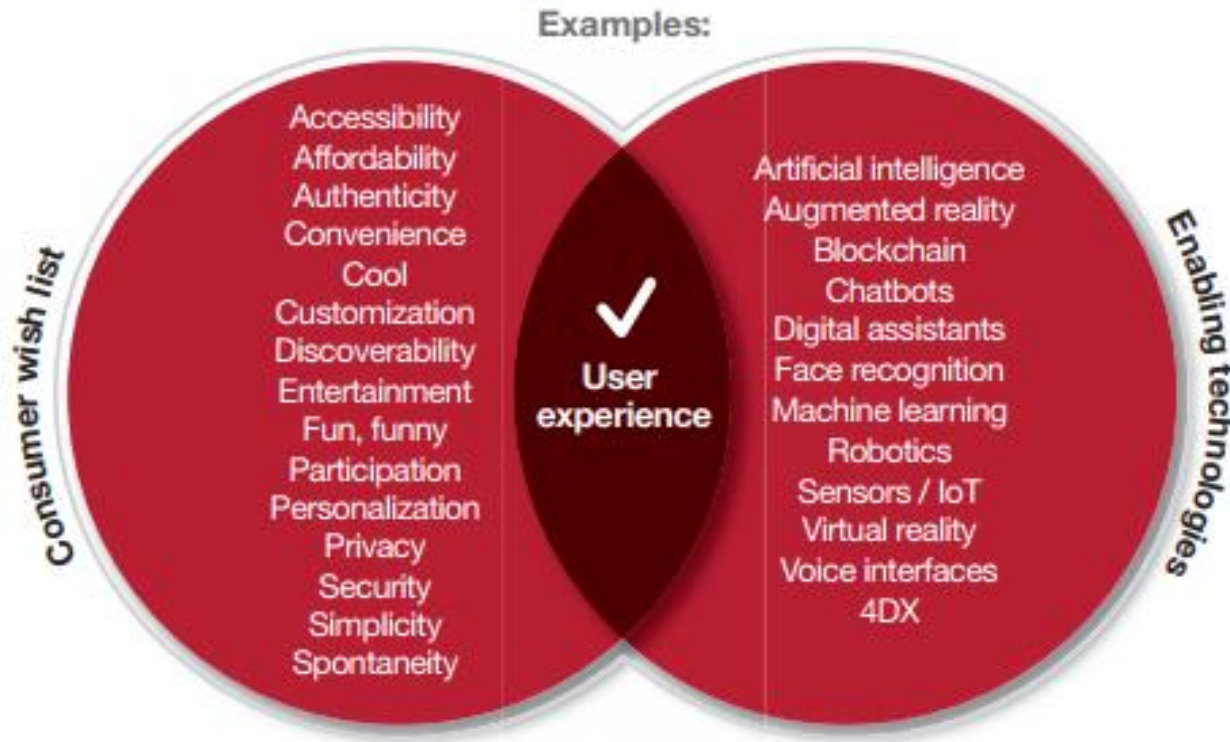 Examples:
Consumer wish list
Accessibility
Affordability
Authenticity
Convenience
Cool
Customization
Discoverability
Entertainment
Fun, funny
Participation
Personalization
Privacy
Security
Simplicity
Spontaneity
User
experience
Artificial intelligence
Augmented reality
Blockchain
Chatbots
Digital assistants
Face recognition
Machine learning
Robotics
Sensors / IoT
Virtual reality
Voice interfaces
4DX
Enabling technologies